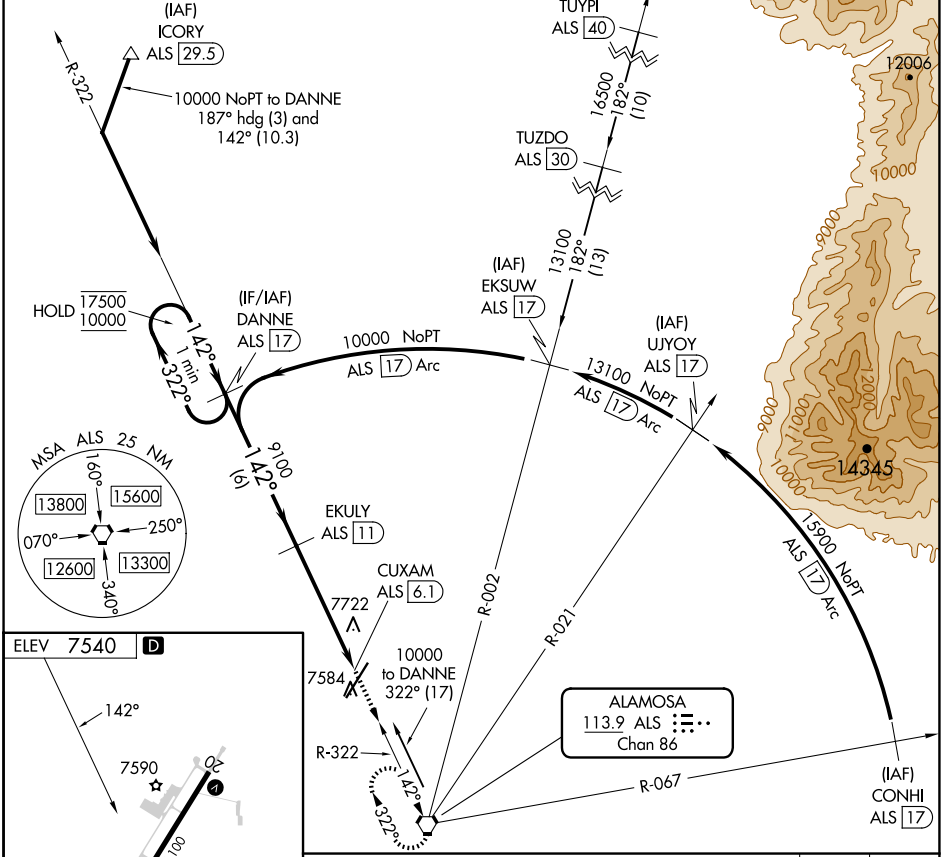 (IAF)
ICORY
ALS 29.5
R-322
10000 NoPT to DANNE
187° hdg (3) and
142° (10.3)
TUYPI
ALS 40
16500
182°
(10)
TUZDO
ALS 30
13100
182°
(13)
12006
10000
9000
(IAF)
EKSUW
ALS 17
(IAF)
UJYOY
ALS 17
HOLD 17500
10000
142°
1 min
322°
(IF/IAF)
DANNE
ALS 17
10000 NoPT
ALS 17 Arc
13100 NoPT
ALS 17 Arc
9000
11000
12000
10000
14345
15900 NoPT
ALS 17 Arc
9100
142°
(6)
MSA ALS 25 NM
160°
13800
15600
070°
250°
12600
13300
340°
EKULY
ALS 11
CUXAM
ALS 6.1
7722
7584
10000
to DANNE
322° (17)
R-322
142°
322°
R-002
R-021
R-067
ALAMOSA
113.9 ALS
Chan 86
(IAF)
CONHI
ALS 17
ELEV 7540 D
142°
7590
20
V
100